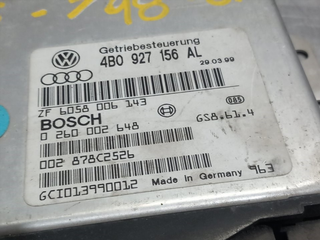 Getriebesteuerung
4B0 927 156 AL
29.03.99
ZF 6058 006 143
BOSCH
0 260 002 648
085
GS8.61.4
002 878C2526
GCI013990012
Made in Germany
963